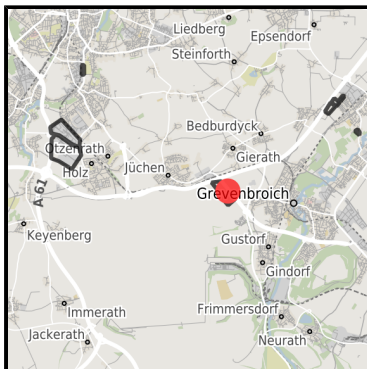 Liedberg
Epsendorf
Steinforth
Bedburdyck
Otzenrath
Gierath
Holz
Jüchen
A 61
Grevenbroich
Keyenberg
Gustorf
Gindorf
Immerath
Frimmersdorf
Jackerath
Neurath